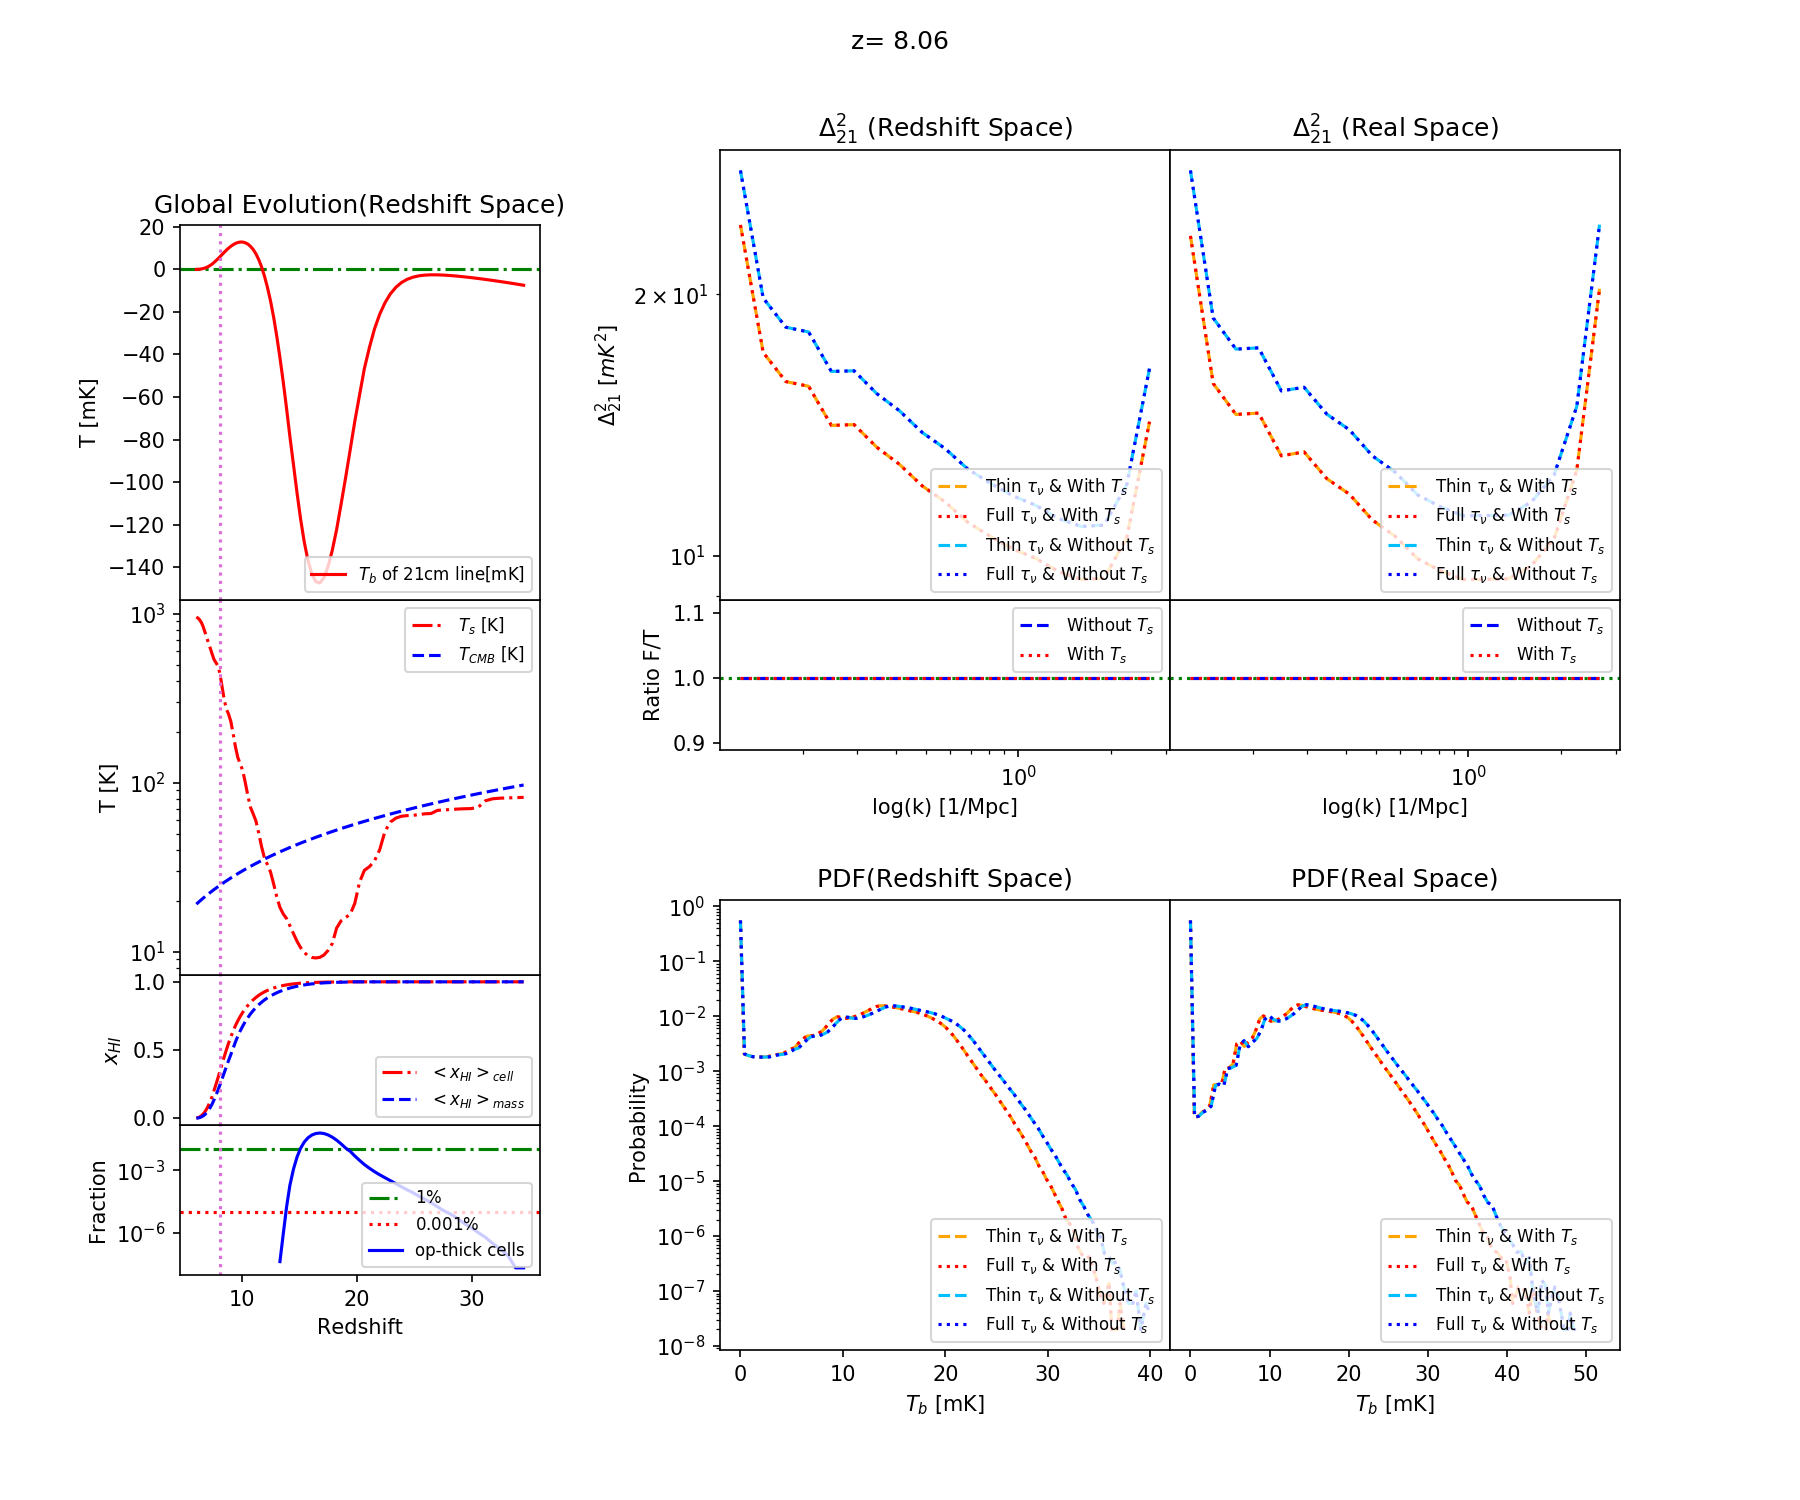 z= 8.06
Global Evolution(Redshift Space)
20
0
−20
−40
−60
−80
−100
−120
−140
T [mK]
T_b of 21cm line[mK]
10^3
10^2
10^1
T [K]
T_s [K]
T_CMB [K]
1.0
0.5
0.0
x_HI
<x_HI>_cell
<x_HI>_mass
10^−3
10^−6
Fraction
1%
0.001%
op-thick cells
10 20 30
Redshift
Δ²_21 (Redshift Space)
Δ²_21 (Real Space)
2 × 10^1
10^1
Δ²_21 [mK²]
Thin τ_ν & With T_s
Full τ_ν & With T_s
Thin τ_ν & Without T_s
Full τ_ν & Without T_s
Thin τ_ν & With T_s
Full τ_ν & With T_s
Thin τ_ν & Without T_s
Full τ_ν & Without T_s
1.1
1.0
0.9
Ratio F/T
Without T_s
With T_s
Without T_s
With T_s
10^0
10^0
log(k) [1/Mpc]
log(k) [1/Mpc]
PDF(Redshift Space)
PDF(Real Space)
10^0
10^−1
10^−2
10^−3
10^−4
10^−5
10^−6
10^−7
10^−8
Probability
Thin τ_ν & With T_s
Full τ_ν & With T_s
Thin τ_ν & Without T_s
Full τ_ν & Without T_s
Thin τ_ν & With T_s
Full τ_ν & With T_s
Thin τ_ν & Without T_s
Full τ_ν & Without T_s
0 10 20 30 40
0 10 20 30 40 50
T_b [mK]
T_b [mK]